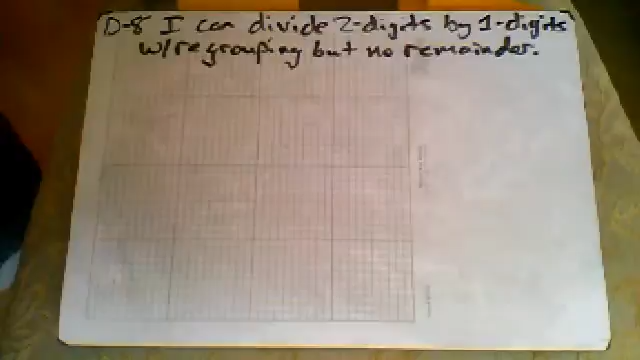 D-8 I can divide 2-digits by 1-digits
w/regrouping but no remainder.